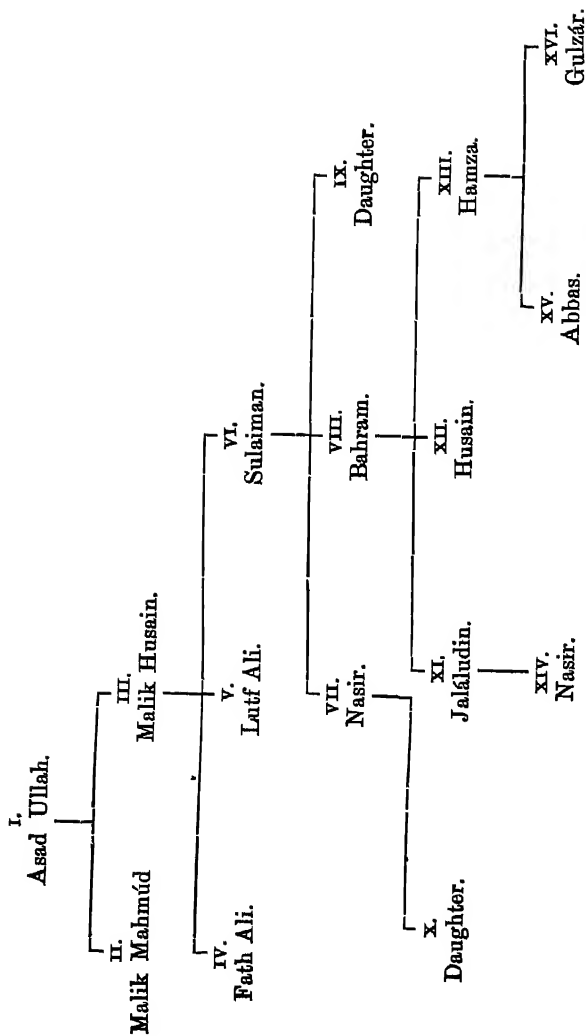 I.
Asad Ullah.
II.
Malik Mahmúd
III.
Malik Husain.
IV.
Fath Ali.
V.
Lutf Ali.
VI.
Sulaiman.
VII.
Nasir.
VIII.
Bahram.
IX.
Daughter.
X.
Daughter.
XI.
Jaláludin.
XII.
Husain.
XIII.
Hamza.
XIV.
Nasir.
XV.
Abbas.
XVI.
Gulzár.